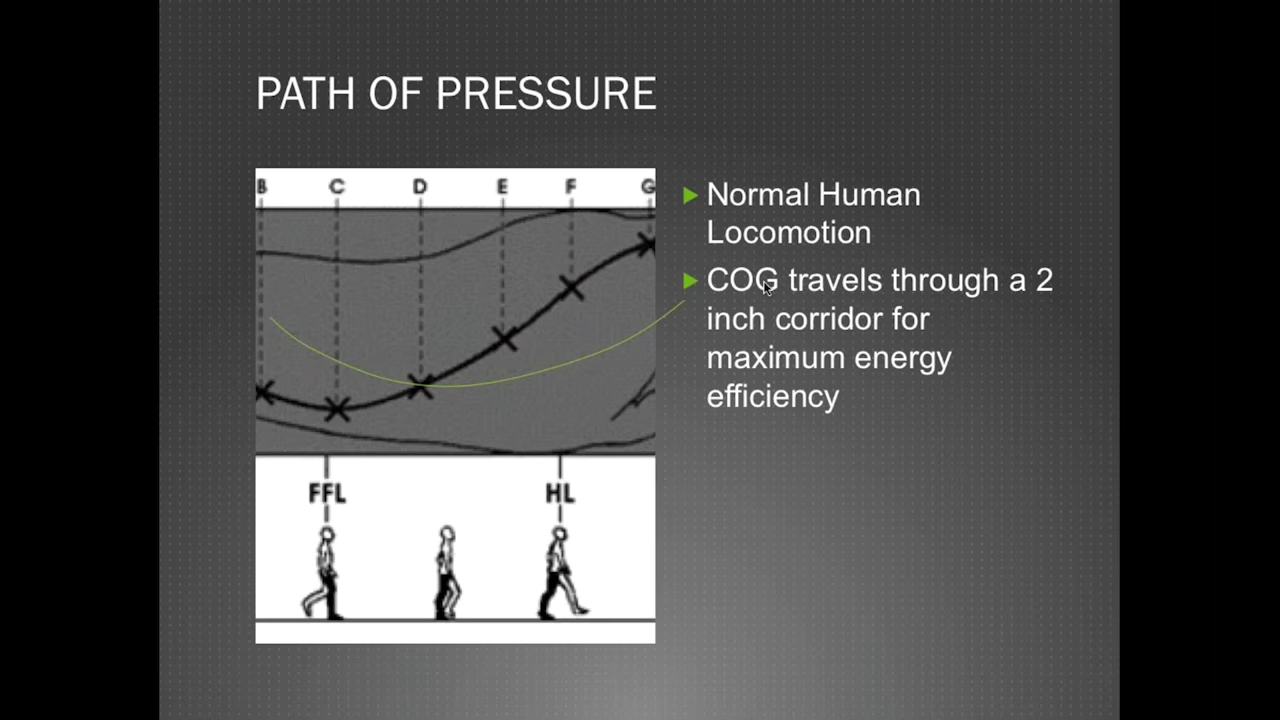 PATH OF PRESSURE
B C D E F G
FFL HL
Normal Human
Locomotion
COG travels through a 2
inch corridor for
maximum energy
efficiency